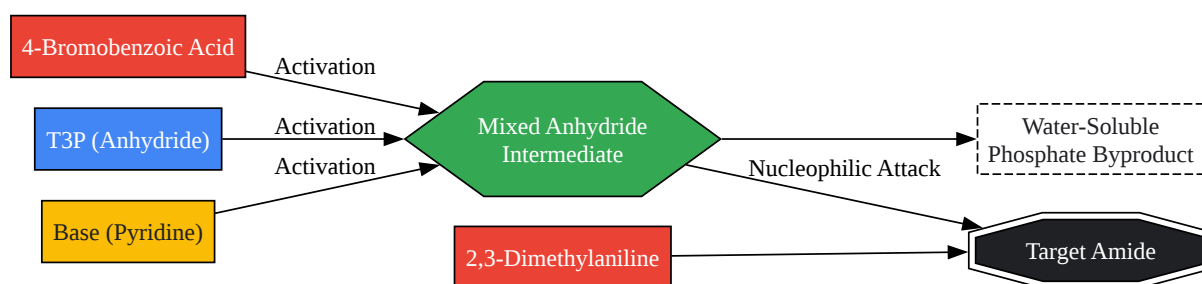 4-Bromobenzoic Acid
Activation
T3P (Anhydride)
Activation
Activation
Base (Pyridine)
Mixed Anhydride
Intermediate
Nucleophilic Attack
2,3-Dimethylaniline
Water-Soluble
Phosphate Byproduct
Target Amide